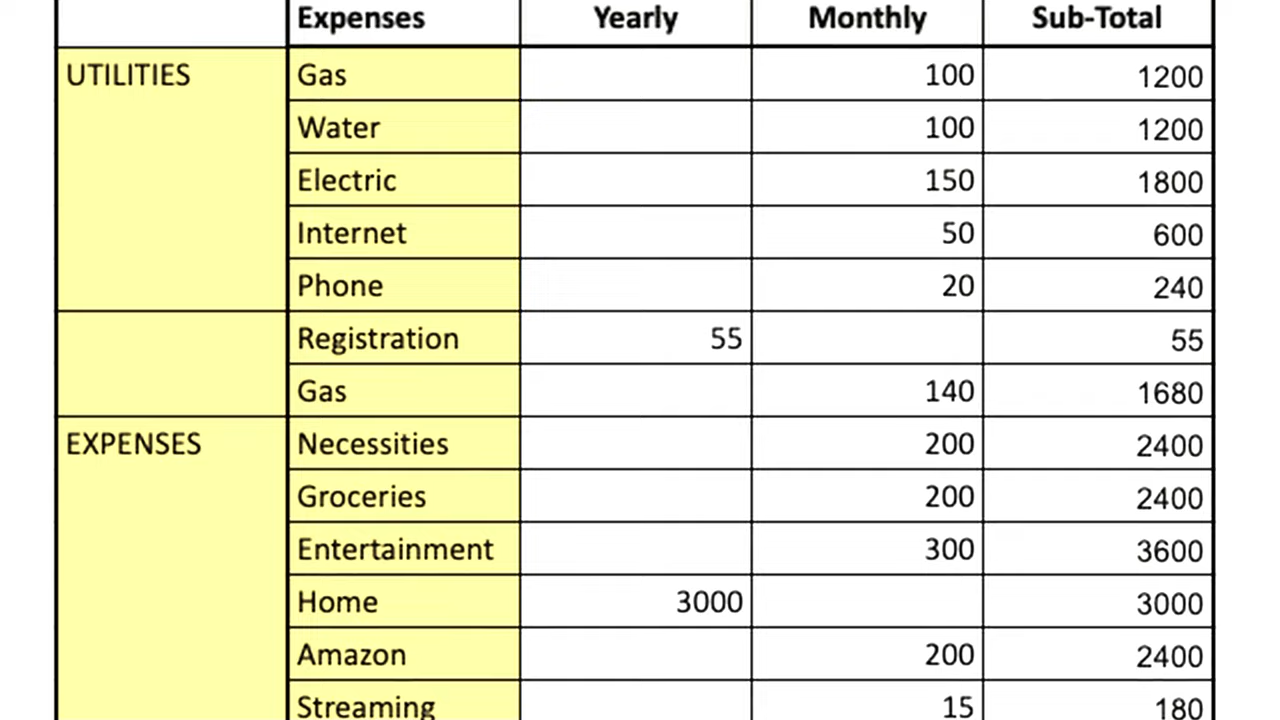 Expenses Yearly Monthly Sub-Total
UTILITIES Gas 100 1200
Water 100 1200
Electric 150 1800
Internet 50 600
Phone 20 240
Registration 55 55
Gas 140 1680
EXPENSES Necessities 200 2400
Groceries 200 2400
Entertainment 300 3600
Home 3000 3000
Amazon 200 2400
Streaming 15 180